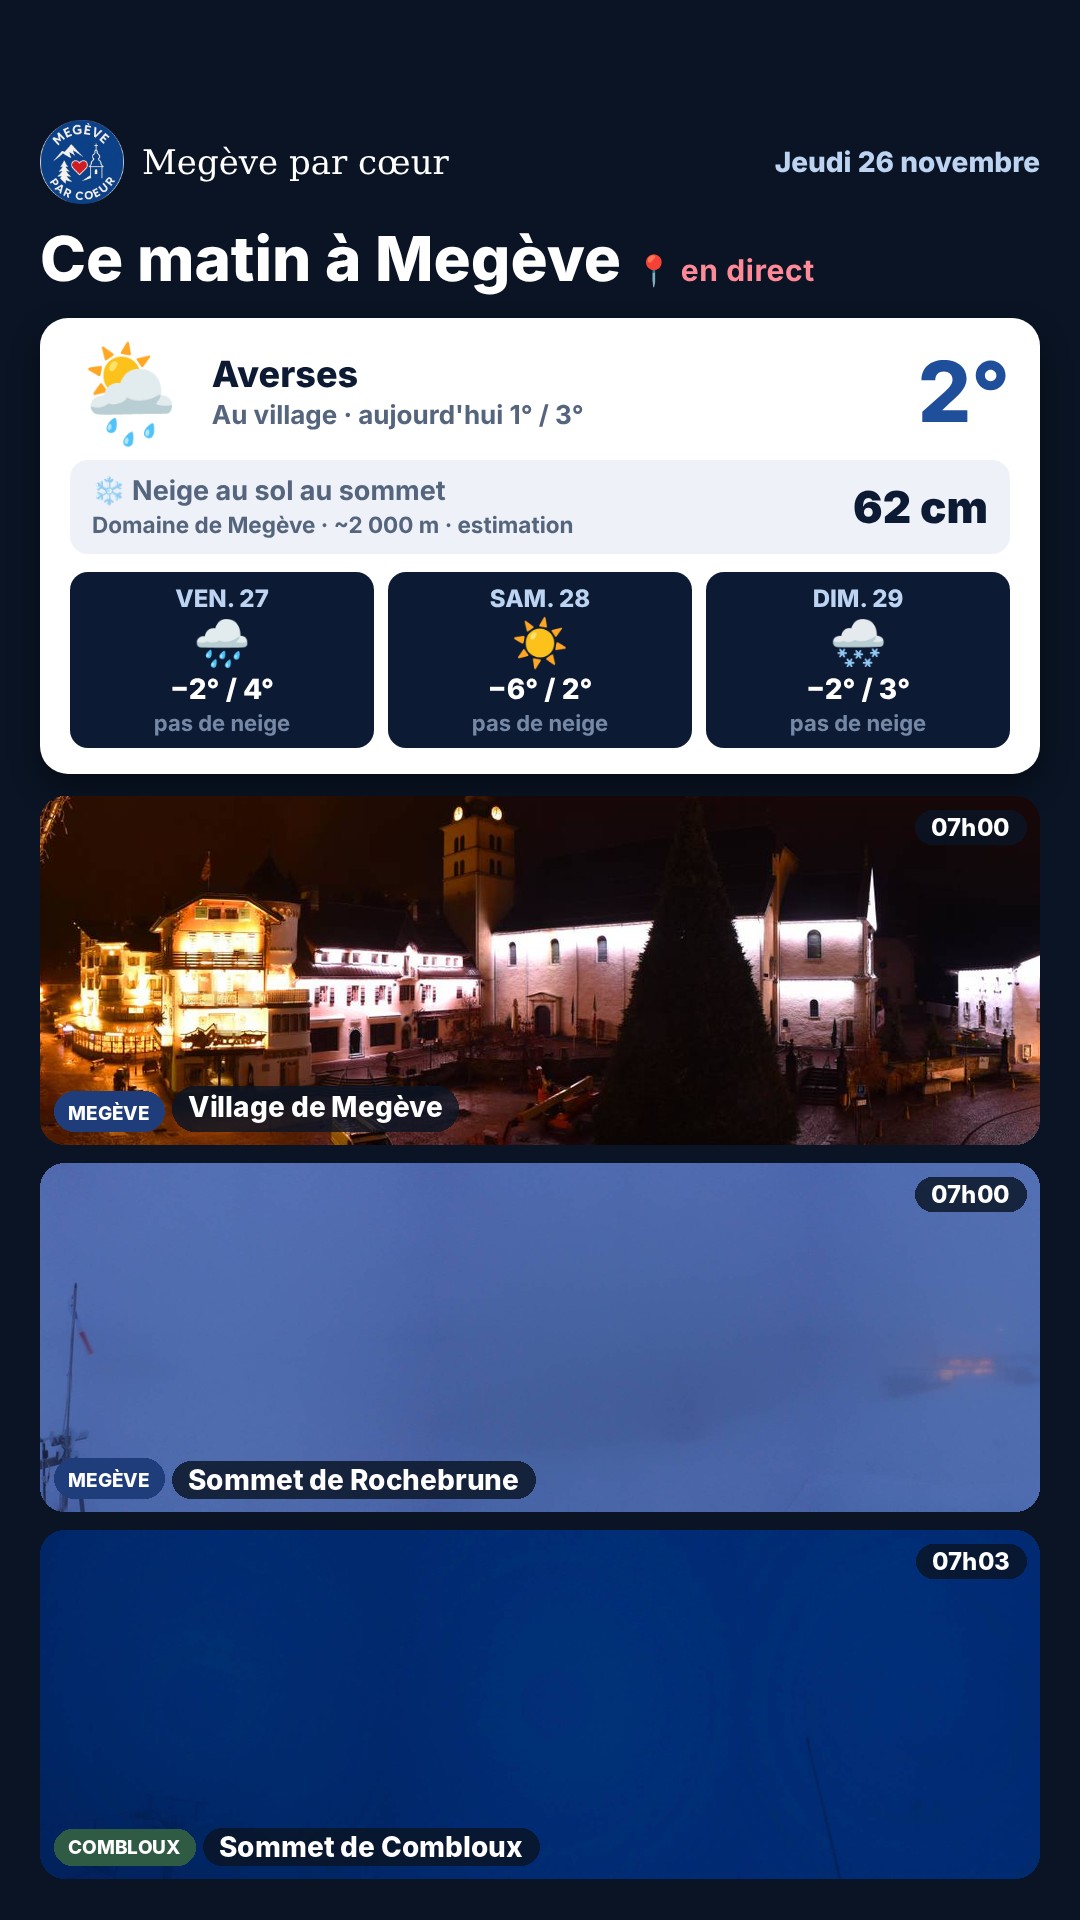 MEGÈVE
PAR COEUR
Megève par cœur
Jeudi 26 novembre
Ce matin à Megève 📍 en direct
Averses
Au village · aujourd'hui 1° / 3°
2°
Neige au sol au sommet
Domaine de Megève · ~2 000 m · estimation
62 cm
VEN. 27
−2° / 4°
pas de neige
SAM. 28
−6° / 2°
pas de neige
DIM. 29
−2° / 3°
pas de neige
07h00
MEGÈVE
Village de Megève
07h00
MEGÈVE
Sommet de Rochebrune
07h03
COMBLOUX
Sommet de Combloux